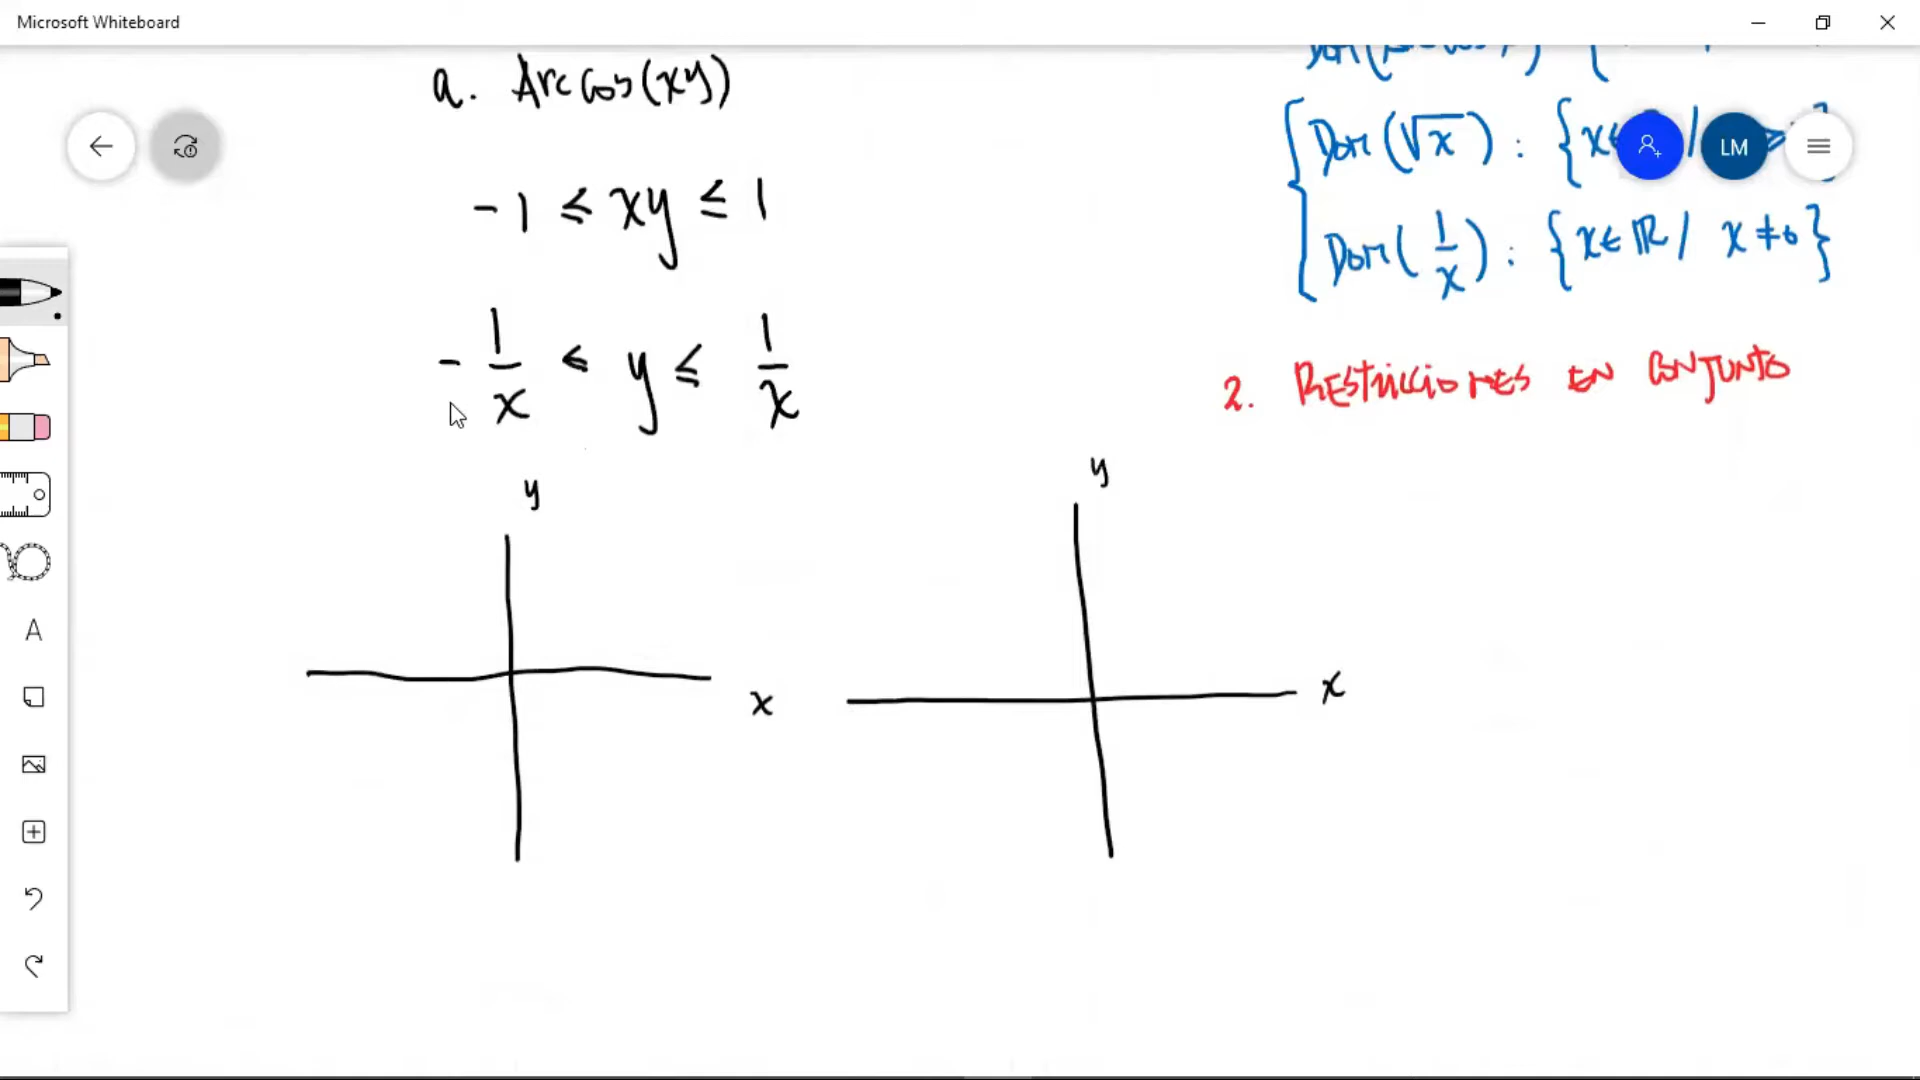 Microsoft Whiteboard
a. ArcCos(xy)
-1 ≤ xy ≤ 1
- 1/x ≤ y ≤ 1/x
Dom(√x) : {x∈ /
LM
Dom(1/x) : {x∈ ℝ / x ≠ 0}
2. RESTRICCIONES EN CONJUNTO
y
x
y
x
A